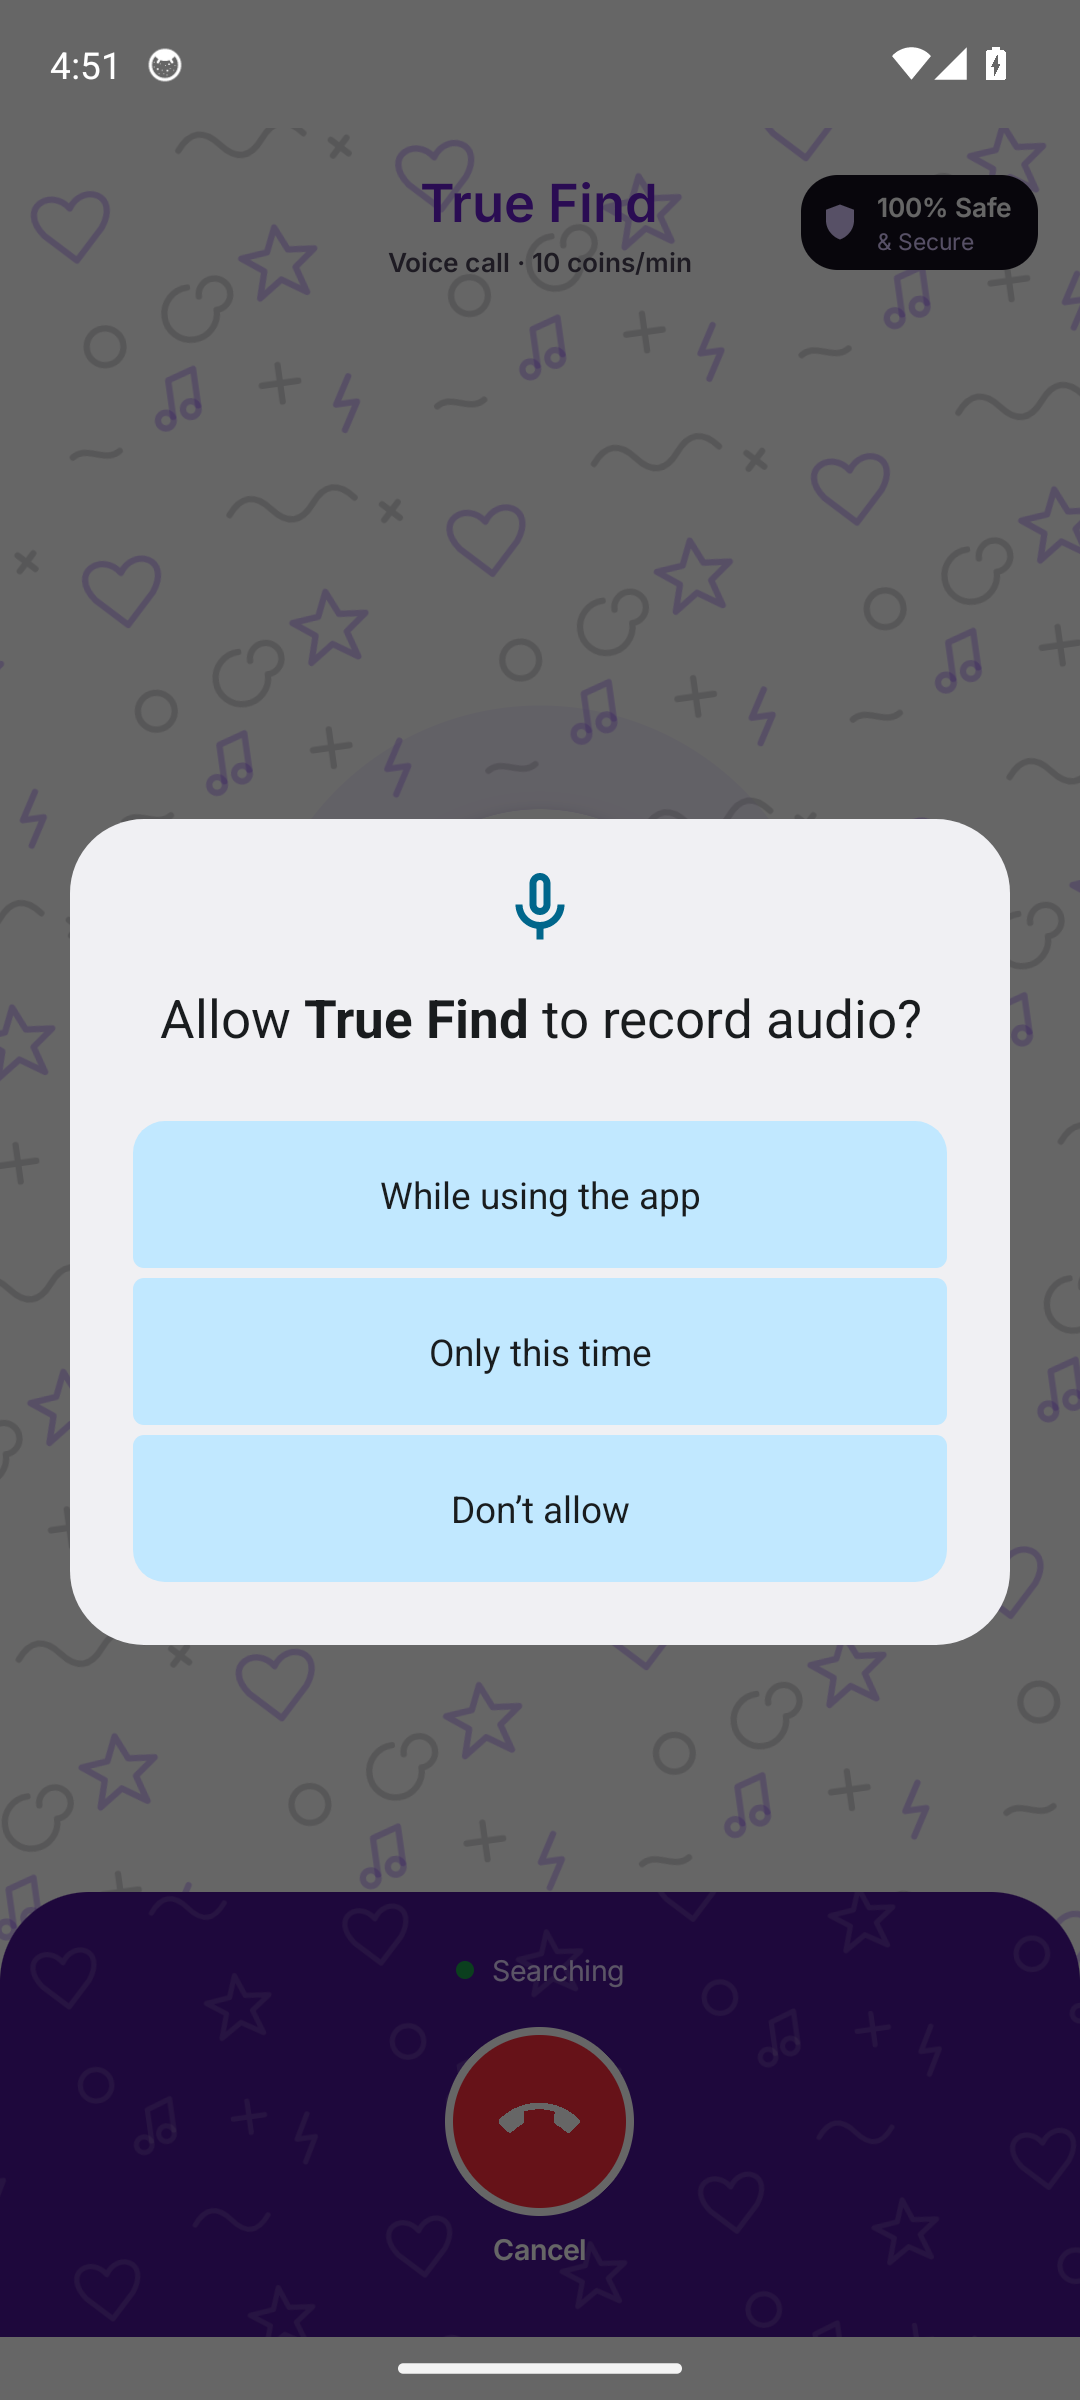 4:51
True Find
Voice call · 10 coins/min
100% Safe
& Secure
Allow True Find to record audio?
While using the app
Only this time
Don’t allow
Searching
Cancel